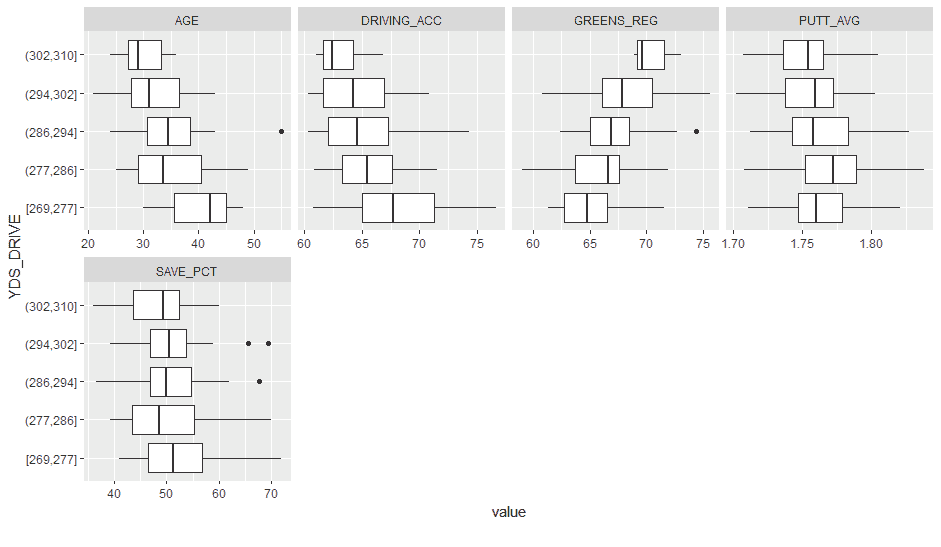 AGE DRIVING_ACC GREENS_REG PUTT_AVG
(302,310]
(294,302]
(286,294]
(277,286]
[269,277]
20 30 40 50 60 65 70 75 60 65 70 75 1.70 1.75 1.80
YDS_DRIVE
SAVE_PCT
(302,310]
(294,302]
(286,294]
(277,286]
[269,277]
40 50 60 70
value